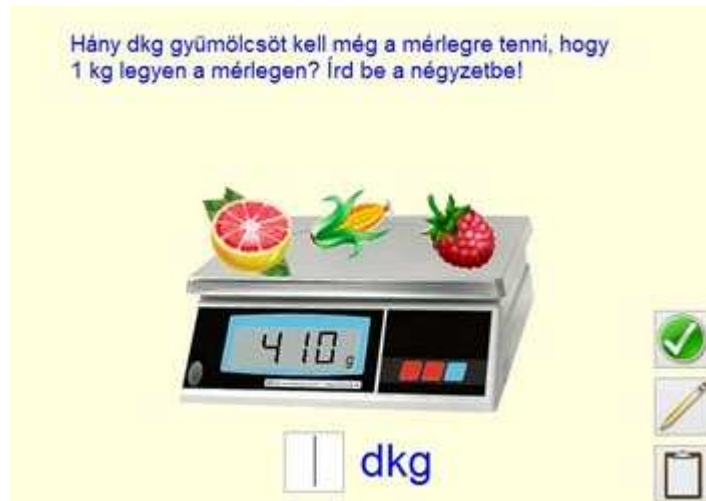 Hány dkg gyümölcsöt kell még a mérlegre tenni, hogy
1 kg legyen a mérlegen? Írd be a négyzetbe!
410 g
dkg